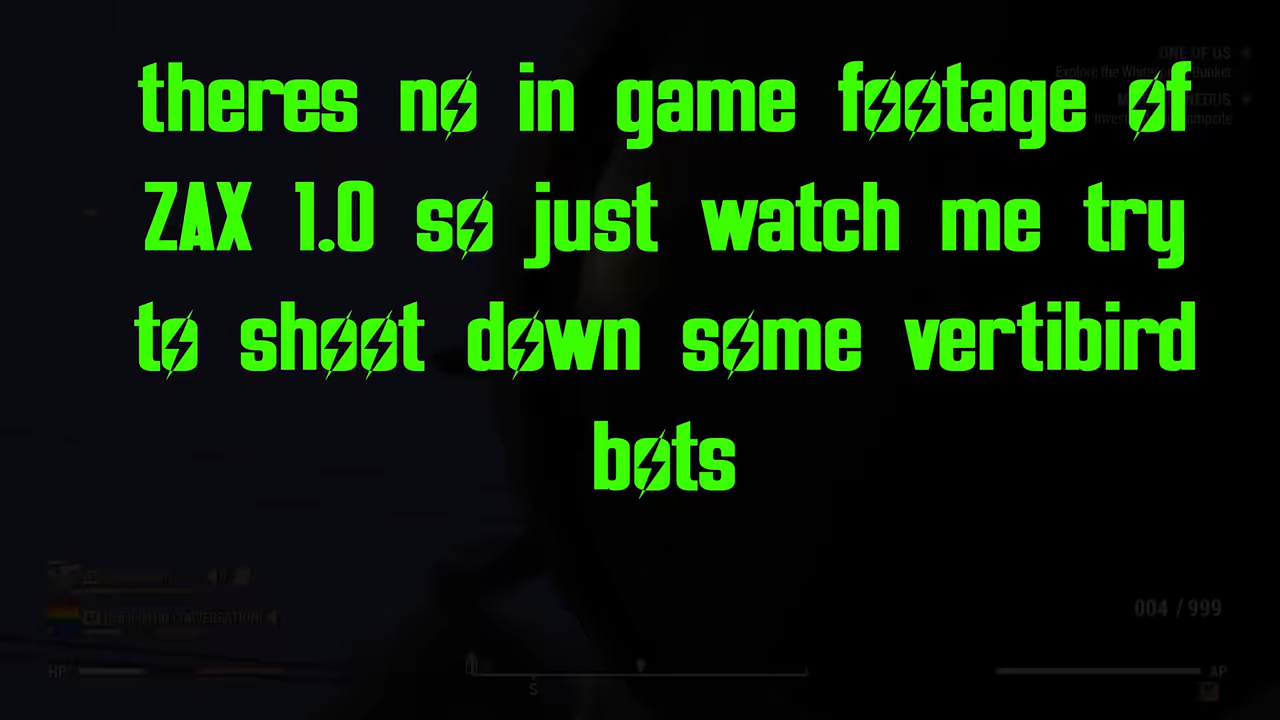 theres no in game footage of
ZAX 1.0 so just watch me try
to shoot down some vertibird
bots
ONE OF US
Explore the Bunker
004 / 999
HP
S
AP